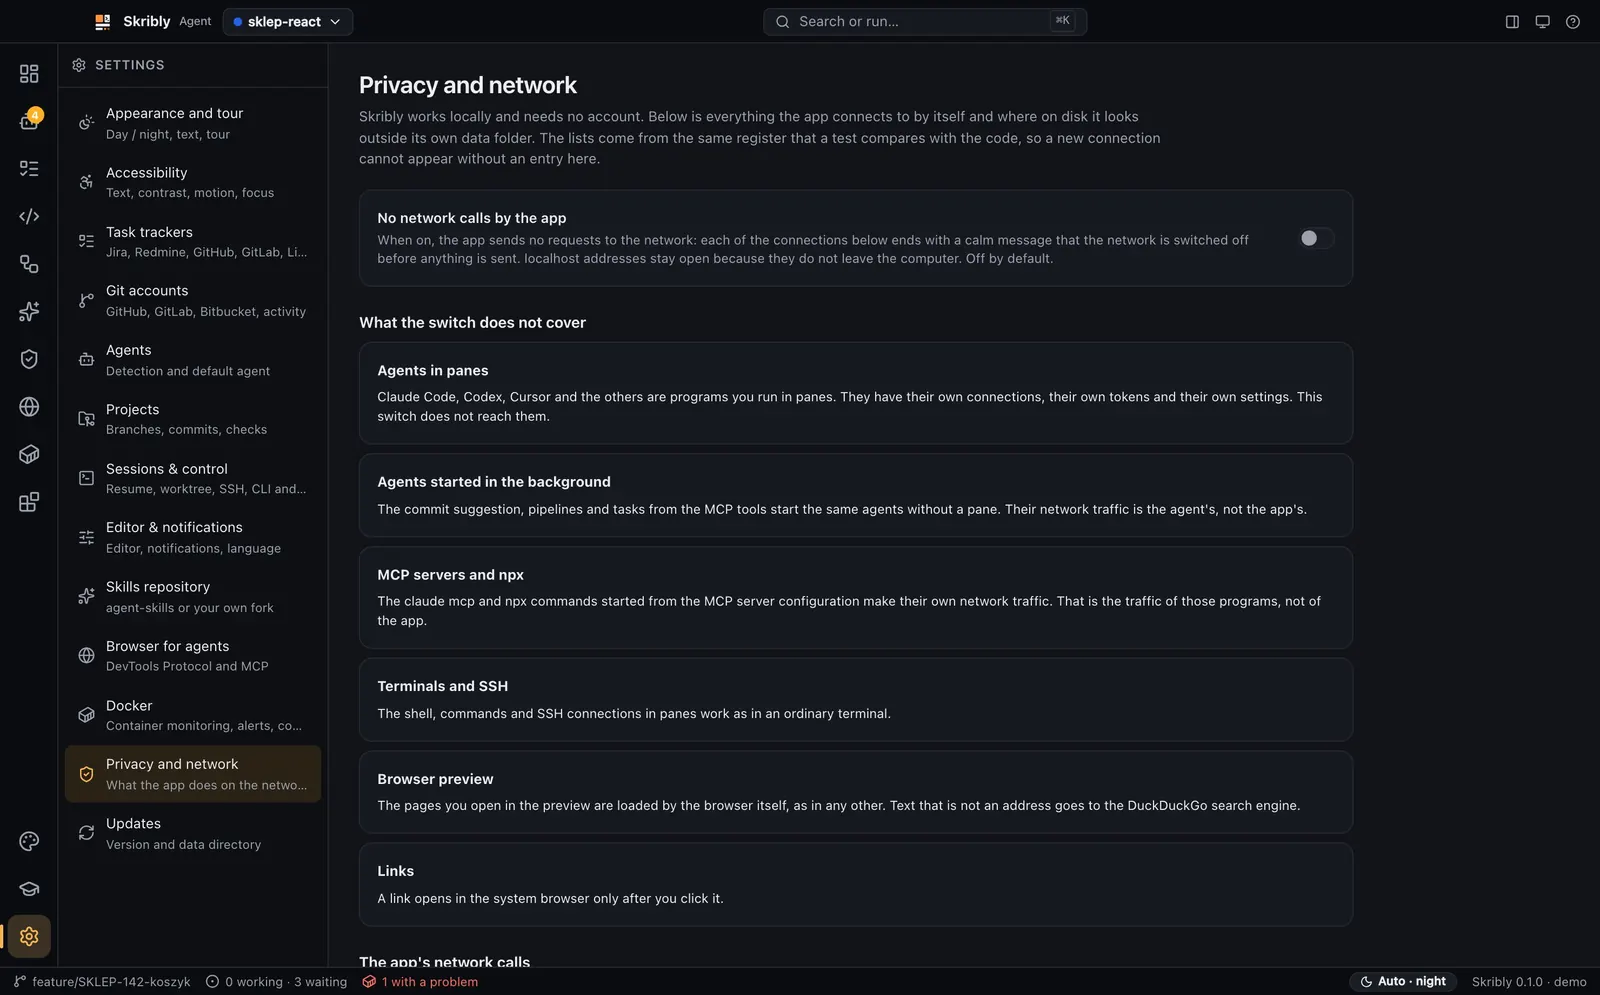 Skribly Agent sklep-react Search or run... ⌘K
SETTINGS
4
Appearance and tour
Day / night, text, tour
Accessibility
Text, contrast, motion, focus
Task trackers
Jira, Redmine, GitHub, GitLab, Li...
Git accounts
GitHub, GitLab, Bitbucket, activity
Agents
Detection and default agent
Projects
Branches, commits, checks
Sessions & control
Resume, worktree, SSH, CLI and...
Editor & notifications
Editor, notifications, language
Skills repository
agent-skills or your own fork
Browser for agents
DevTools Protocol and MCP
Docker
Container monitoring, alerts, co...
Privacy and network
What the app does on the netwo...
Updates
Version and data directory
Privacy and network
Skribly works locally and needs no account. Below is everything the app connects to by itself and where on disk it looks
outside its own data folder. The lists come from the same register that a test compares with the code, so a new connection
cannot appear without an entry here.
No network calls by the app
When on, the app sends no requests to the network: each of the connections below ends with a calm message that the network is switched off
before anything is sent. localhost addresses stay open because they do not leave the computer. Off by default.
What the switch does not cover
Agents in panes
Claude Code, Codex, Cursor and the others are programs you run in panes. They have their own connections, their own tokens and their own settings. This
switch does not reach them.
Agents started in the background
The commit suggestion, pipelines and tasks from the MCP tools start the same agents without a pane. Their network traffic is the agent's, not the app's.
MCP servers and npx
The claude mcp and npx commands started from the MCP server configuration make their own network traffic. That is the traffic of those programs, not of
the app.
Terminals and SSH
The shell, commands and SSH connections in panes work as in an ordinary terminal.
Browser preview
The pages you open in the preview are loaded by the browser itself, as in any other. Text that is not an address goes to the DuckDuckGo search engine.
Links
A link opens in the system browser only after you click it.
The app's network calls
feature/SKLEP-142-koszyk 0 working · 3 waiting 1 with a problem Auto · night Skribly 0.1.0 · demo